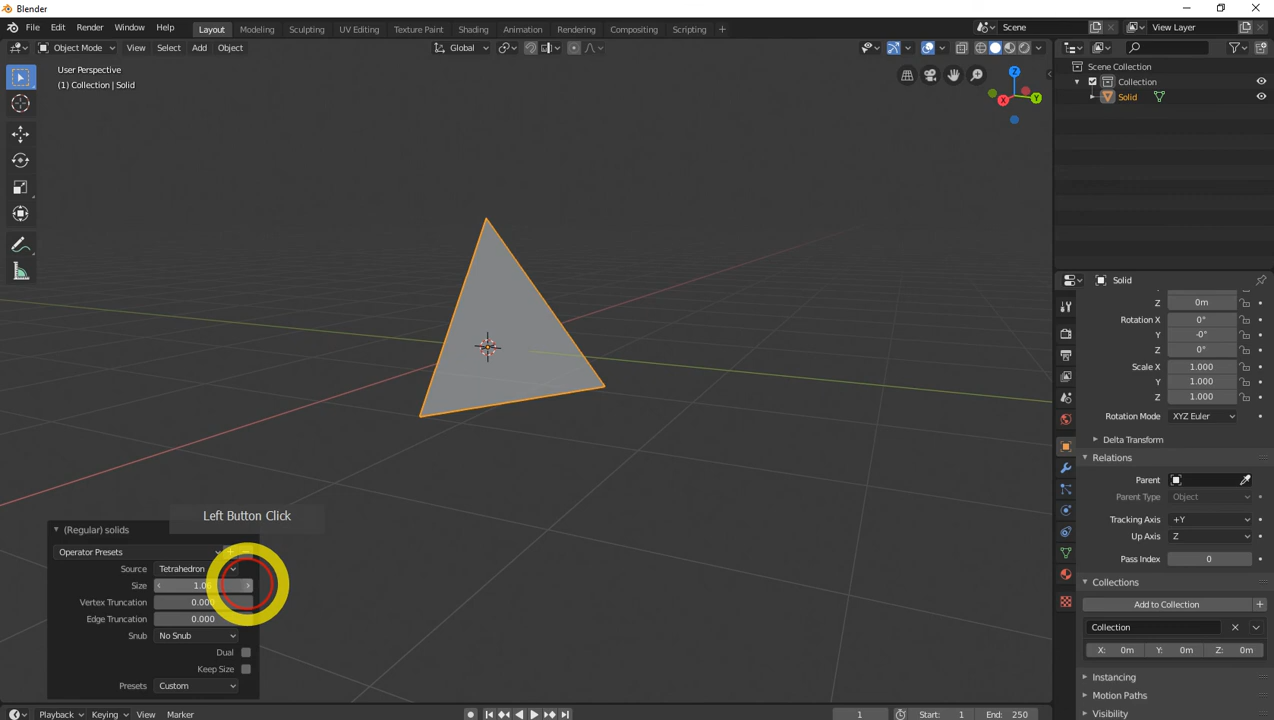 Blender
File Edit Render Window Help
Layout Modeling Sculpting UV Editing Texture Paint Shading Animation Rendering Compositing Scripting +
Scene
View Layer
Object Mode View Select Add Object
Global
User Perspective
(1) Collection | Solid
Z
X
Y
Scene Collection
Collection
Solid
Solid
Z 0m
Rotation X 0°
Y -0°
Z 0°
Scale X 1.000
Y 1.000
Z 1.000
Rotation Mode XYZ Euler
Delta Transform
Relations
Parent
Parent Type Object
Tracking Axis +Y
Up Axis Z
Pass Index 0
Collections
Add to Collection
Collection
X: 0m Y: 0m Z: 0m
Instancing
Motion Paths
Visibility
Left Button Click
(Regular) solids
Operator Presets
Source Tetrahedron
Size
Vertex Truncation 0.000
Edge Truncation 0.000
Snub No Snub
Dual
Keep Size
Presets Custom
Playback Keying View Marker
1
Start: 1
End: 250